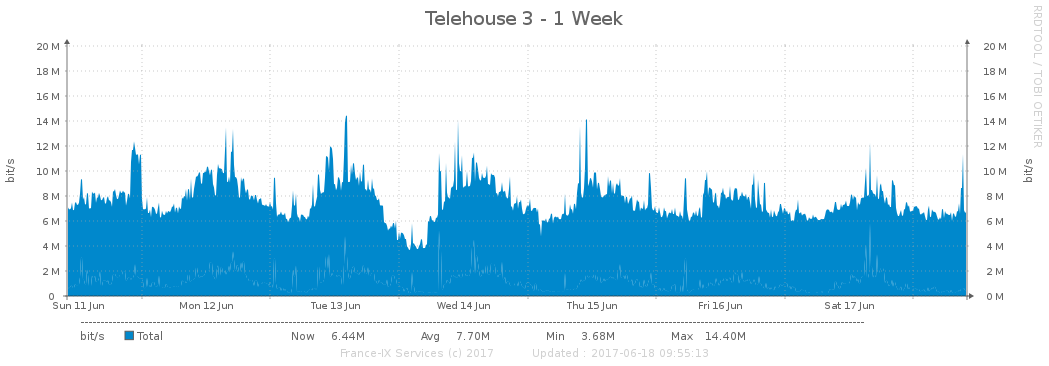 Telehouse 3 - 1 Week
RRDTOOL / TOBI OETIKER
bit/s
20 M 20 M
18 M 18 M
16 M 16 M
14 M 14 M
12 M 12 M
10 M 10 M
8 M 8 M
6 M 6 M
4 M 4 M
2 M 2 M
0 0 M
bit/s
Sun 11 Jun Mon 12 Jun Tue 13 Jun Wed 14 Jun Thu 15 Jun Fri 16 Jun Sat 17 Jun
bit/s Total Now 6.44M Avg 7.70M Min 3.68M Max 14.40M
France-IX Services (c) 2017 Updated : 2017-06-18 09:55:13